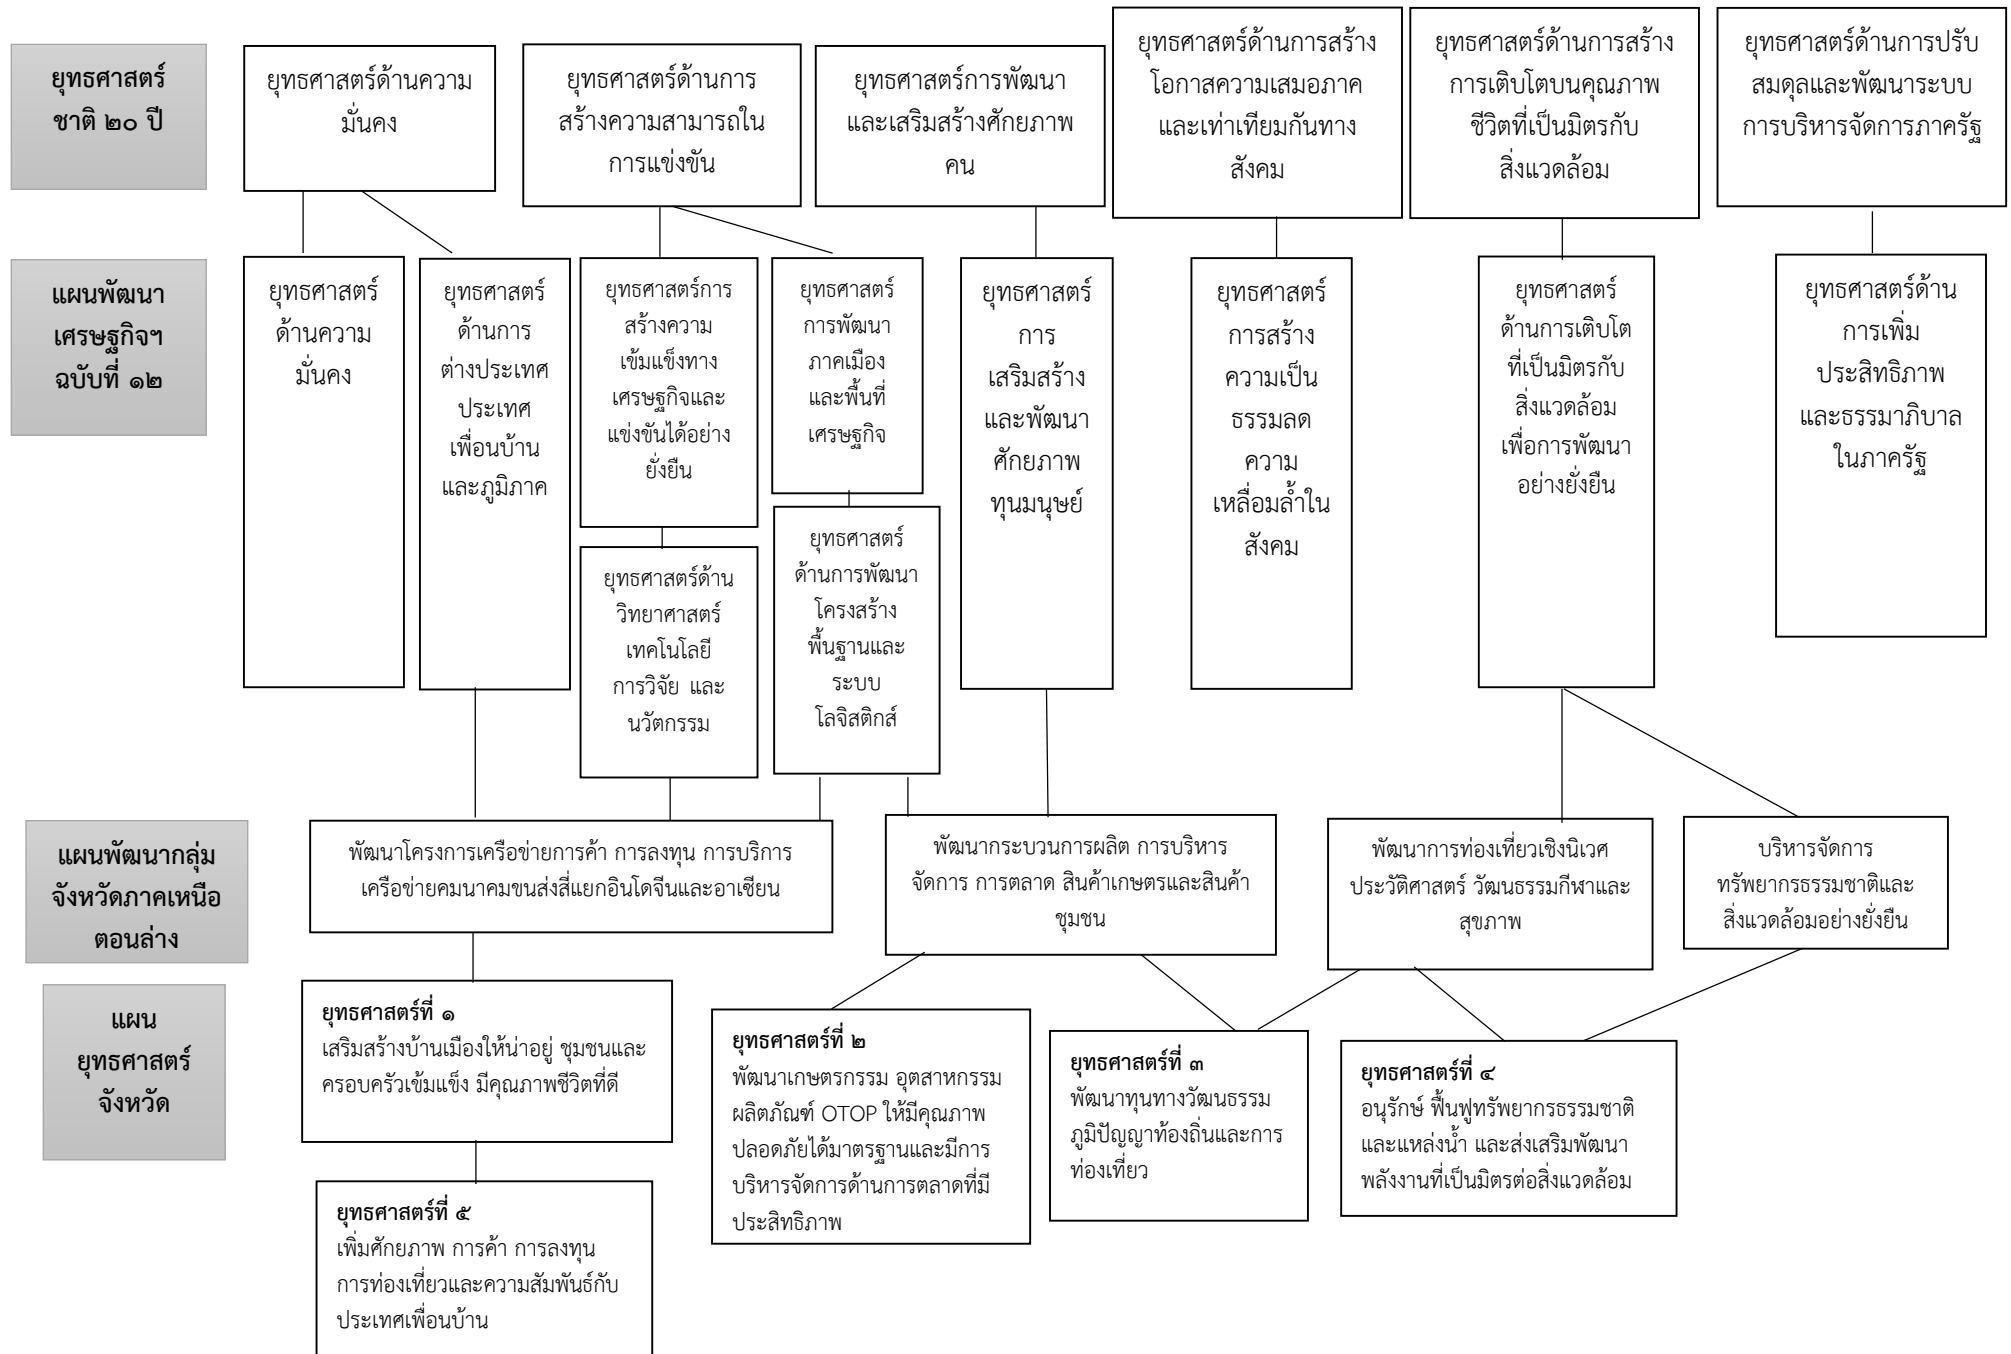 ยุทธศาสตร์
ชาติ ๒๐ ปี
ยุทธศาสตร์ด้านความ
มั่นคง
ยุทธศาสตร์ด้านการ
สร้างความสามารถใน
การแข่งขัน
ยุทธศาสตร์การพัฒนา
และเสริมสร้างศักยภาพ
คน
ยุทธศาสตร์ด้านการสร้าง
โอกาสความเสมอภาค
และเท่าเทียมกันทาง
สังคม
ยุทธศาสตร์ด้านการสร้าง
การเติบโตบนคุณภาพ
ชีวิตที่เป็นมิตรกับ
สิ่งแวดล้อม
ยุทธศาสตร์ด้านการปรับ
สมดุลและพัฒนาระบบ
การบริหารจัดการภาครัฐ
แผนพัฒนา
เศรษฐกิจฯ
ฉบับที่ ๑๒
ยุทธศาสตร์
ด้านความ
มั่นคง
ยุทธศาสตร์
ด้านการ
ต่างประเทศ
ประเทศ
เพื่อนบ้าน
และภูมิภาค
ยุทธศาสตร์การ
สร้างความ
เข้มแข็งทาง
เศรษฐกิจและ
แข่งขันได้อย่าง
ยั่งยืน
ยุทธศาสตร์
การพัฒนา
ภาคเมือง
และพื้นที่
เศรษฐกิจ
ยุทธศาสตร์
การ
เสริมสร้าง
และพัฒนา
ศักยภาพ
ทุนมนุษย์
ยุทธศาสตร์
การสร้าง
ความเป็น
ธรรมลด
ความ
เหลื่อมล้ำใน
สังคม
ยุทธศาสตร์
ด้านการเติบโต
ที่เป็นมิตรกับ
สิ่งแวดล้อม
เพื่อการพัฒนา
อย่างยั่งยืน
ยุทธศาสตร์ด้าน
การเพิ่ม
ประสิทธิภาพ
และธรรมาภิบาล
ในภาครัฐ
ยุทธศาสตร์ด้าน
วิทยาศาสตร์
เทคโนโลยี
การวิจัย และ
นวัตกรรม
ยุทธศาสตร์
ด้านการพัฒนา
โครงสร้าง
พื้นฐานและ
ระบบ
โลจิสติกส์
แผนพัฒนากลุ่ม
จังหวัดภาคเหนือ
ตอนล่าง
พัฒนาโครงการเครือข่ายการค้า การลงทุน การบริการ
เครือข่ายคมนาคมขนส่งสี่แยกอินโดจีนและอาเซียน
พัฒนากระบวนการผลิต การบริหาร
จัดการ การตลาด สินค้าเกษตรและสินค้า
ชุมชน
พัฒนาการท่องเที่ยวเชิงนิเวศ
ประวัติศาสตร์ วัฒนธรรมกีฬาและ
สุขภาพ
บริหารจัดการ
ทรัพยากรธรรมชาติและ
สิ่งแวดล้อมอย่างยั่งยืน
แผน
ยุทธศาสตร์
จังหวัด
ยุทธศาสตร์ที่ ๑
เสริมสร้างบ้านเมืองให้น่าอยู่ ชุมชนและ
ครอบครัวเข้มแข็ง มีคุณภาพชีวิตที่ดี
ยุทธศาสตร์ที่ ๒
พัฒนาเกษตรกรรม อุตสาหกรรม
ผลิตภัณฑ์ OTOP ให้มีคุณภาพ
ปลอดภัยได้มาตรฐานและมีการ
บริหารจัดการด้านการตลาดที่มี
ประสิทธิภาพ
ยุทธศาสตร์ที่ ๓
พัฒนาทุนทางวัฒนธรรม
ภูมิปัญญาท้องถิ่นและการ
ท่องเที่ยว
ยุทธศาสตร์ที่ ๔
อนุรักษ์ ฟื้นฟูทรัพยากรธรรมชาติ
และแหล่งน้ำ และส่งเสริมพัฒนา
พลังงานที่เป็นมิตรต่อสิ่งแวดล้อม
ยุทธศาสตร์ที่ ๕
เพิ่มศักยภาพ การค้า การลงทุน
การท่องเที่ยวและความสัมพันธ์กับ
ประเทศเพื่อนบ้าน